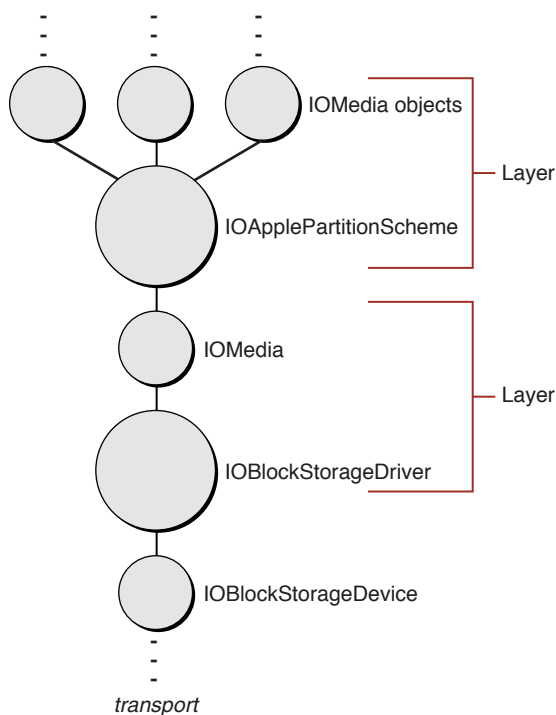 IOMedia objects
Layer
IOApplePartitionScheme
IOMedia
Layer
IOBlockStorageDriver
IOBlockStorageDevice
transport